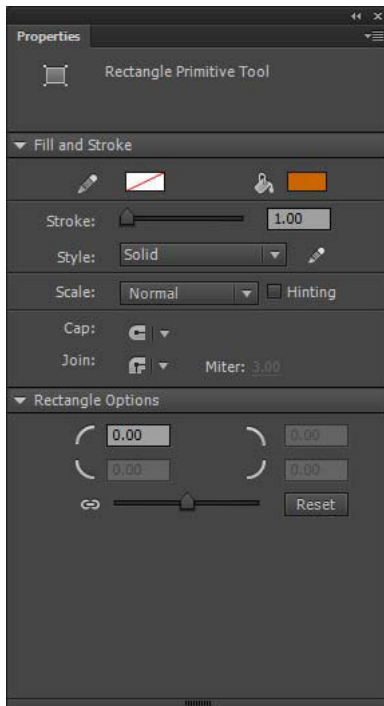 Properties
Rectangle Primitive Tool
Fill and Stroke
Stroke: 1.00
Style: Solid
Scale: Normal Hinting
Cap:
Join: Miter: 3.00
Rectangle Options
0.00 0.00
0.00 0.00
Reset